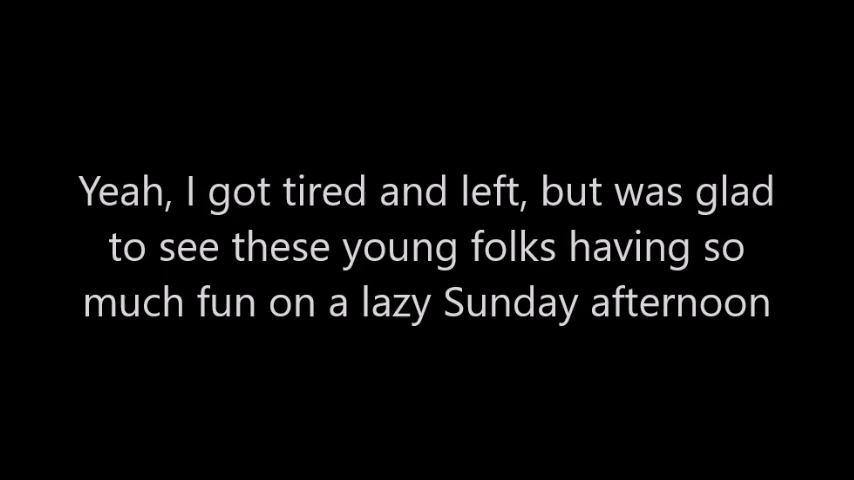 Yeah, I got tired and left, but was glad
to see these young folks having so
much fun on a lazy Sunday afternoon